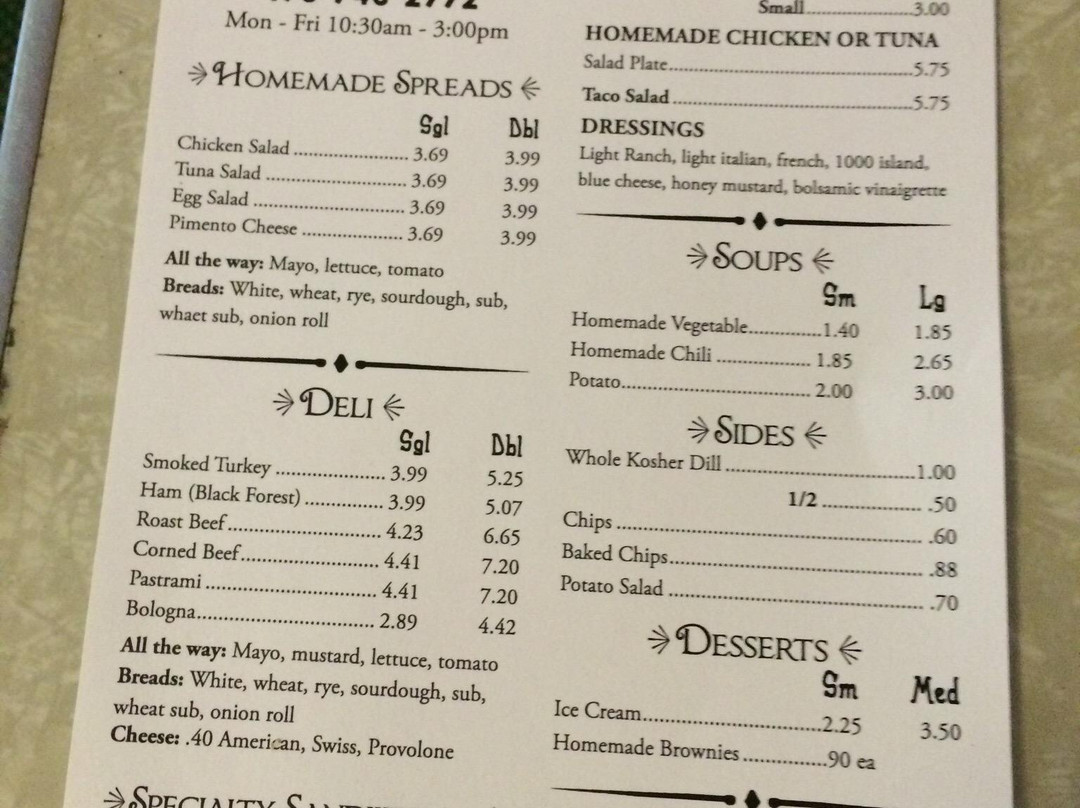 Mon - Fri 10:30am - 3:00pm
HOMEMADE SPREADS
Sgl Dbl
Chicken Salad ........................ 3.69 3.99
Tuna Salad ............................. 3.69 3.99
Egg Salad ............................... 3.69 3.99
Pimento Cheese ..................... 3.69 3.99
All the way: Mayo, lettuce, tomato
Breads: White, wheat, rye, sourdough, sub,
whaet sub, onion roll
DELI
Sgl Dbl
Smoked Turkey ...................... 3.99 5.25
Ham (Black Forest) ................ 3.99 5.07
Roast Beef............................... 4.23 6.65
Corned Beef............................ 4.41 7.20
Pastrami .................................. 4.41 7.20
Bologna................................... 2.89 4.42
All the way: Mayo, mustard, lettuce, tomato
Breads: White, wheat, rye, sourdough, sub,
wheat sub, onion roll
Cheese: .40 American, Swiss, Provolone
Small.....................3.00
HOMEMADE CHICKEN OR TUNA
Salad Plate.................................................5.75
Taco Salad .................................................5.75
DRESSINGS
Light Ranch, light italian, french, 1000 island,
blue cheese, honey mustard, bolsamic vinaigrette
SOUPS
Sm Lg
Homemade Vegetable..............1.40 1.85
Homemade Chili ................... 1.85 2.65
Potato...................................... 2.00 3.00
SIDES
Whole Kosher Dill ......................................1.00
1/2 .................... .50
Chips ............................................................. .60
Baked Chips................................................... .88
Potato Salad ................................................... .70
DESSERTS
Sm Med
Ice Cream....................................2.25 3.50
Homemade Brownies .................90 ea